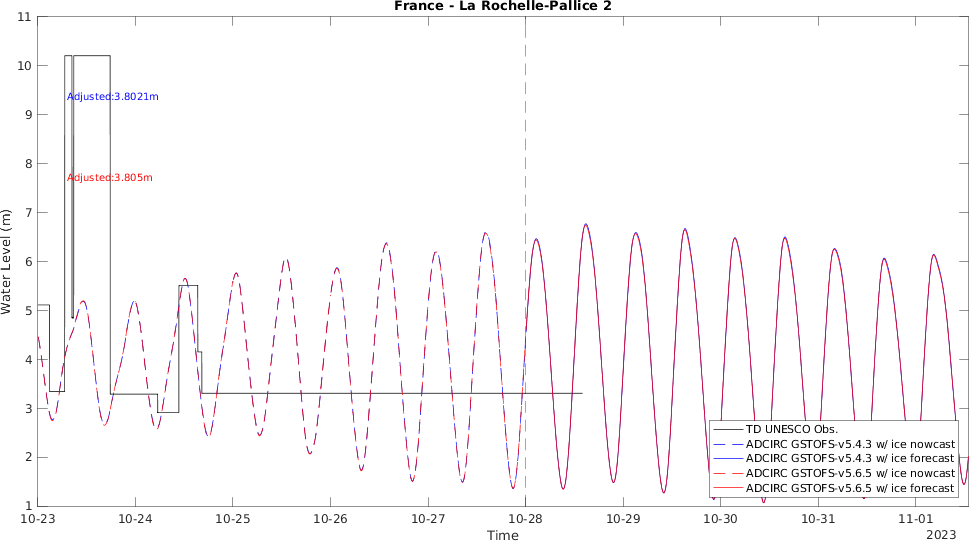 France - La Rochelle-Pallice 2
11
10
9
8
7
6
5
4
3
2
1
Water Level (m)
Adjusted:3.8021m
Adjusted:3.805m
TD UNESCO Obs.
ADCIRC GSTOFS-v5.4.3 w/ ice nowcast
ADCIRC GSTOFS-v5.4.3 w/ ice forecast
ADCIRC GSTOFS-v5.6.5 w/ ice nowcast
ADCIRC GSTOFS-v5.6.5 w/ ice forecast
10-23 10-24 10-25 10-26 10-27 10-28 10-29 10-30 10-31 11-01
Time
2023